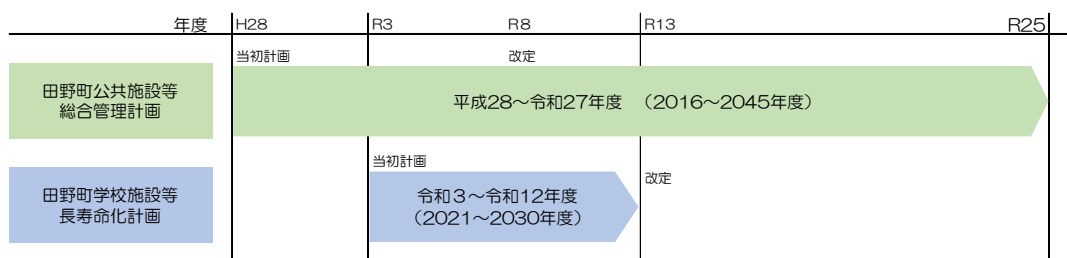 年度 H28 R3 R8 R13 R25
当初計画 改定
田野町公共施設等
総合管理計画
平成28～令和27年度 （2016～2045年度）
当初計画
改定
田野町学校施設等
長寿命化計画
令和３～令和12年度
（2021～2030年度）